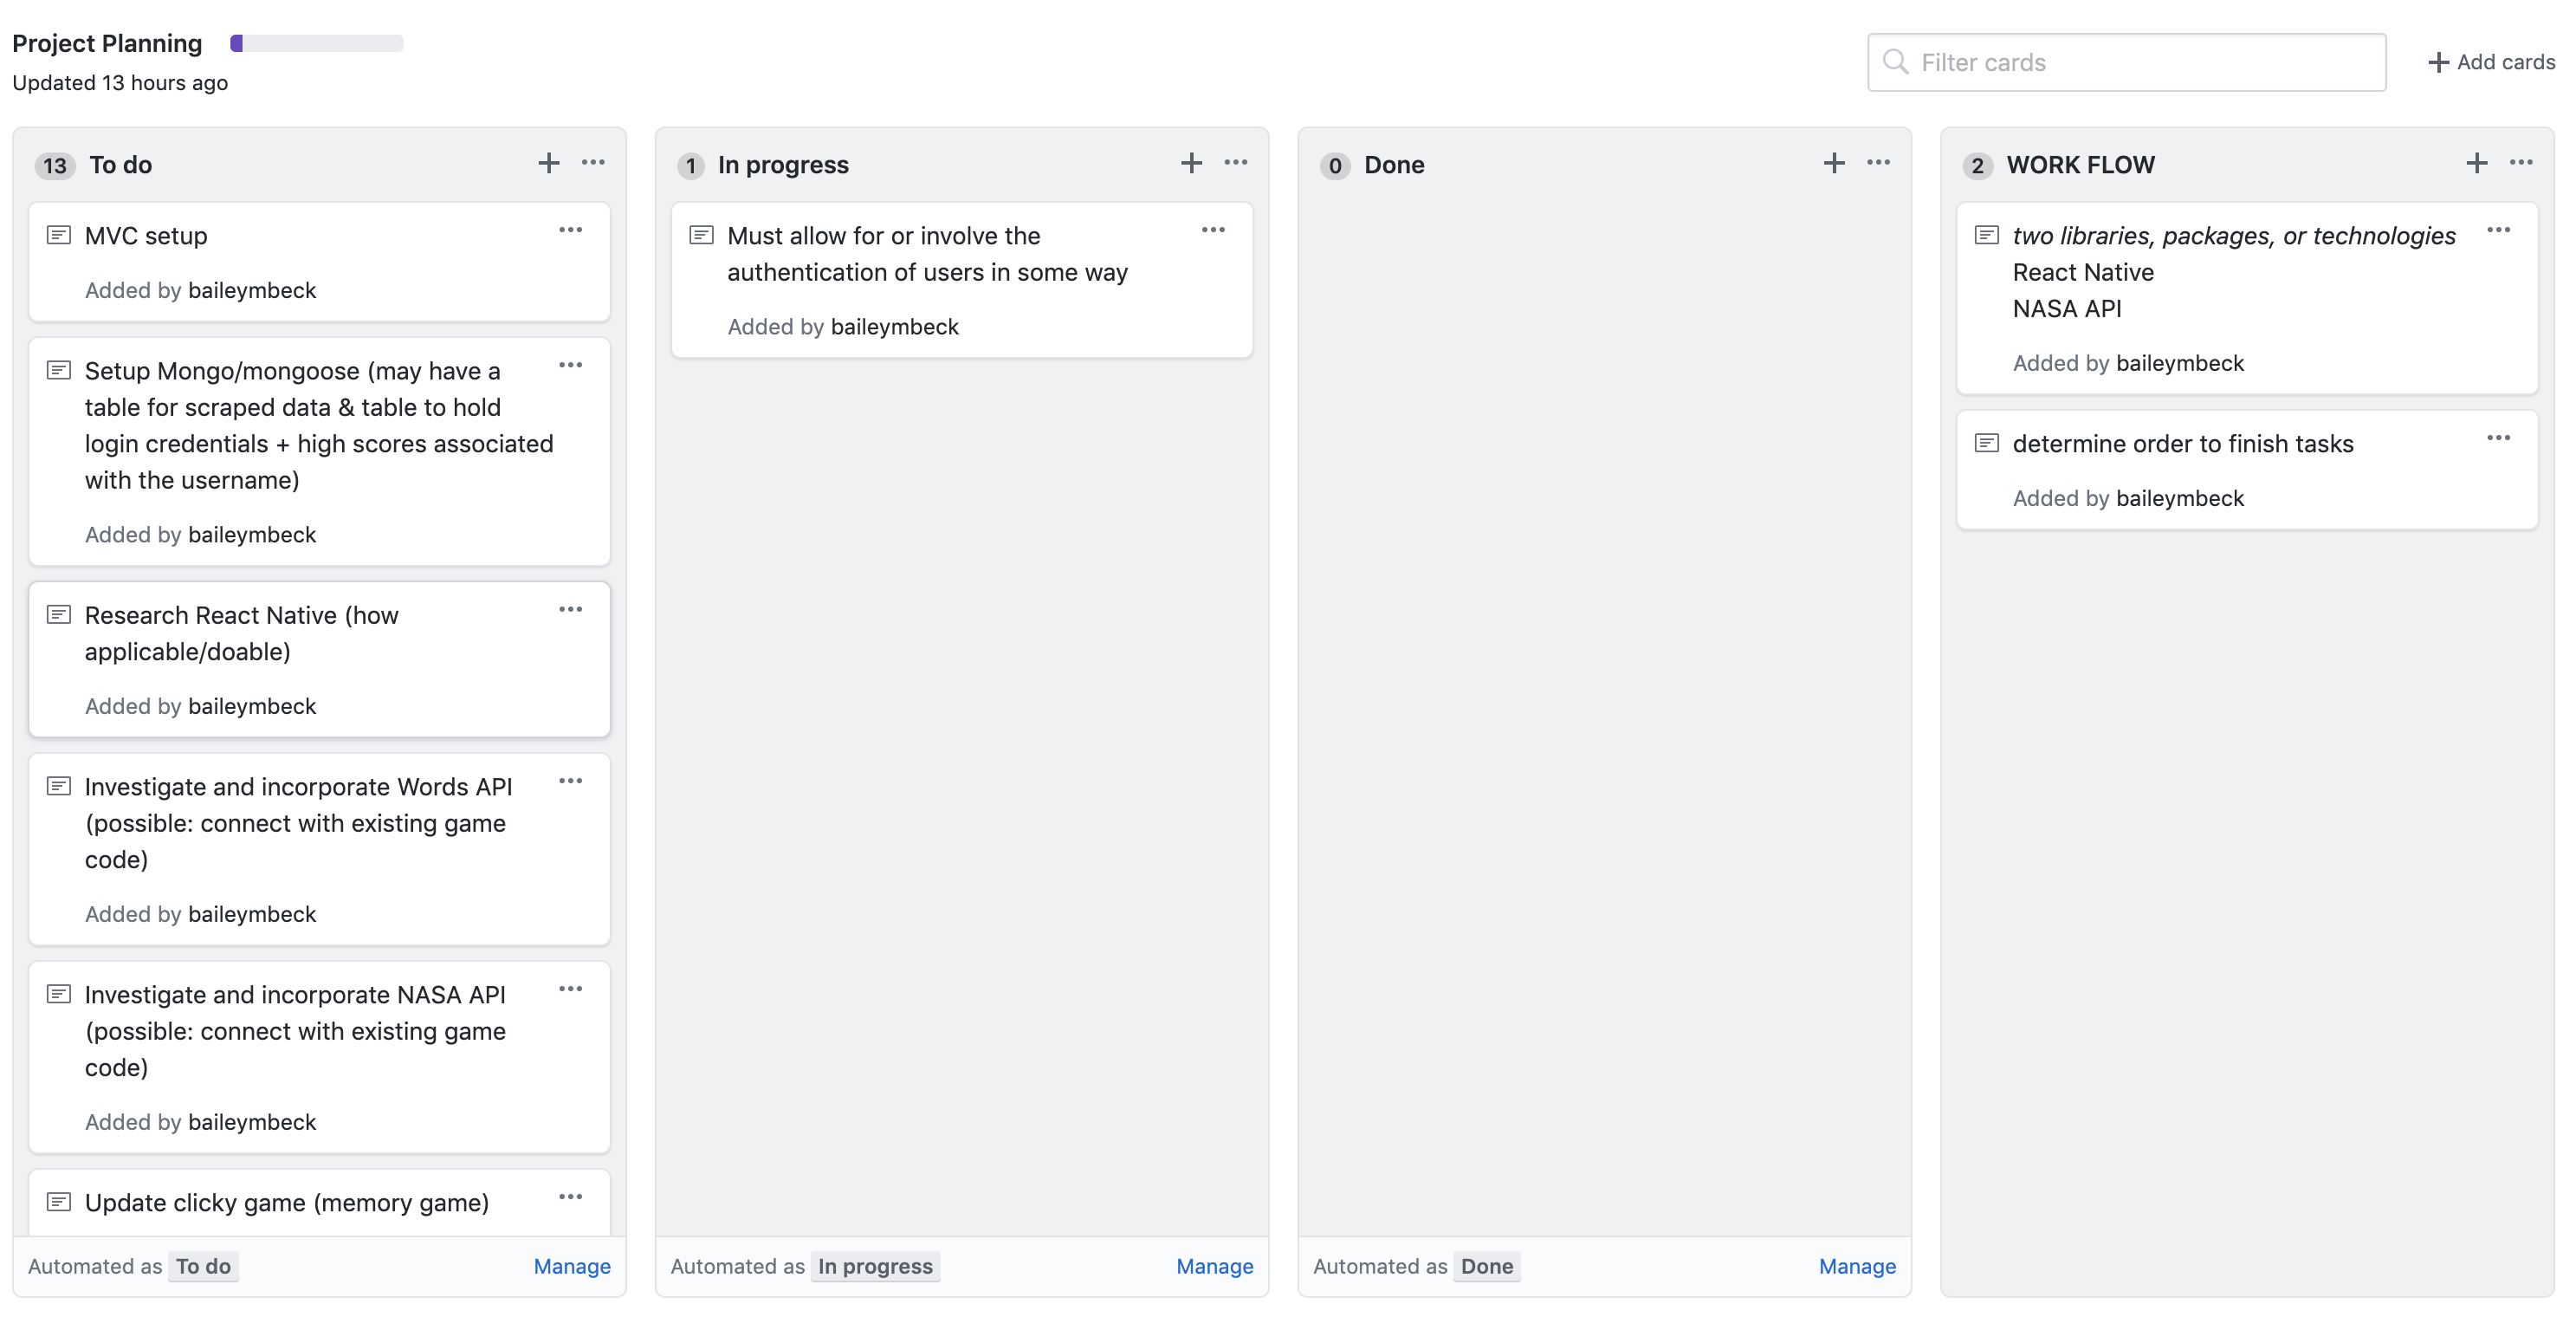 Project Planning
Updated 13 hours ago
Filter cards
Add cards
13 To do
MVC setup
Added by baileymbeck
Setup Mongo/mongoose (may have a
table for scraped data & table to hold
login credentials + high scores associated
with the username)
Added by baileymbeck
Research React Native (how
applicable/doable)
Added by baileymbeck
Investigate and incorporate Words API
(possible: connect with existing game
code)
Added by baileymbeck
Investigate and incorporate NASA API
(possible: connect with existing game
code)
Added by baileymbeck
Update clicky game (memory game)
Automated as To do Manage
1 In progress
Must allow for or involve the
authentication of users in some way
Added by baileymbeck
Automated as In progress Manage
0 Done
Automated as Done Manage
2 WORK FLOW
two libraries, packages, or technologies
React Native
NASA API
Added by baileymbeck
determine order to finish tasks
Added by baileymbeck